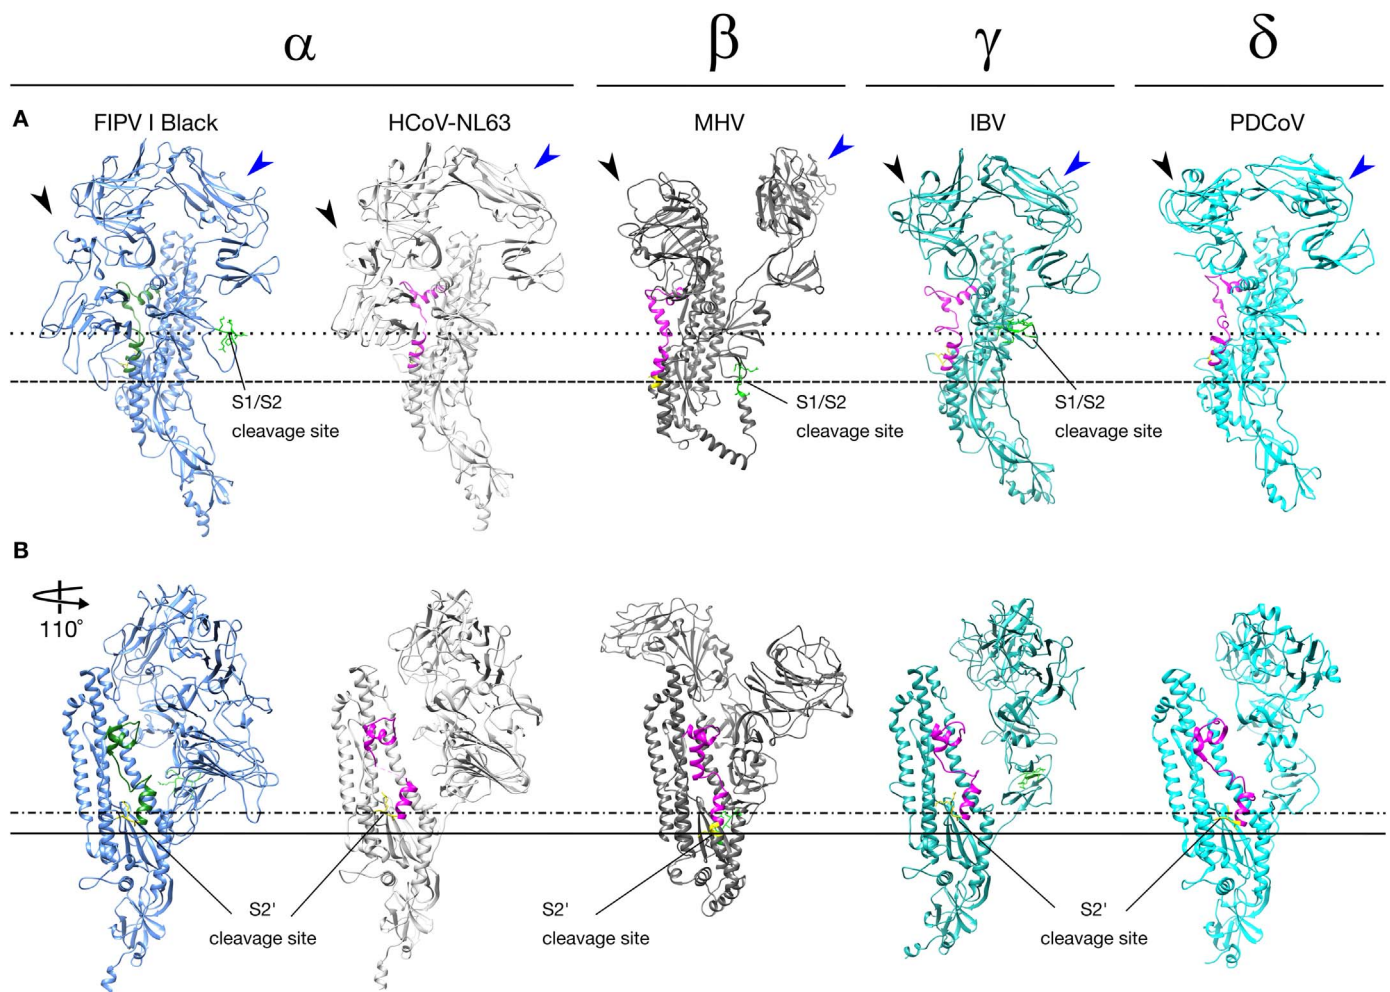 α β γ δ
A
FIPV I Black HCoV-NL63 MHV IBV PDCoV
S1/S2 S1/S2 S1/S2
cleavage site cleavage site cleavage site
B
110°
S2' S2' S2'
cleavage site cleavage site cleavage site